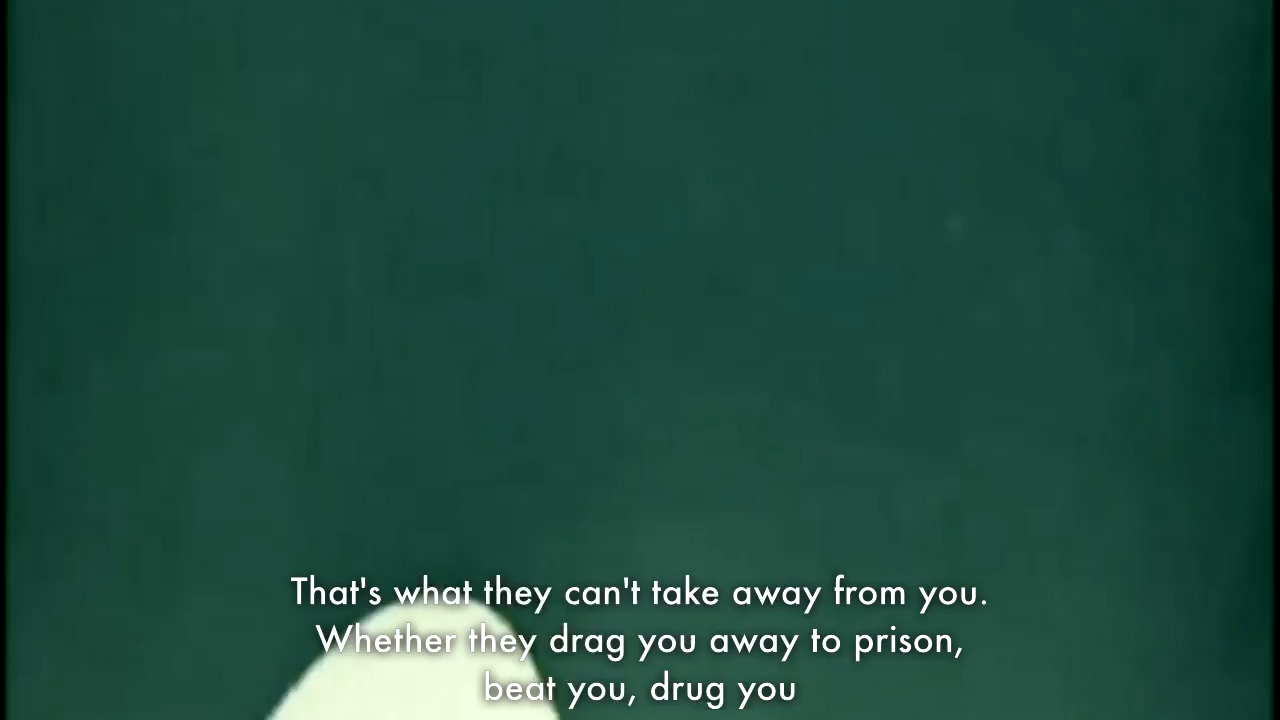 That's what they can't take away from you.
Whether they drag you away to prison,
beat you, drug you